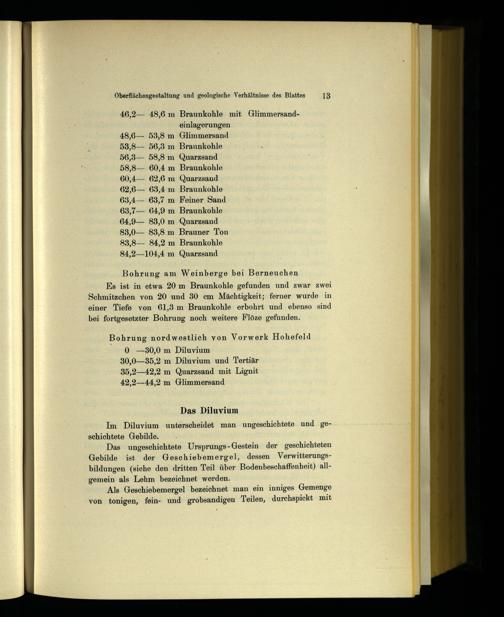 Oberflächengestaltung und geologische Verhältnisse des Blattes 13
46,2— 48,6 m Braunkohle mit Glimmersand-
einlagerungen
48,6— 53,8 m Glimmersand
53,8— 56,3 m Braunkohle
56,3— 58,8 m Quarzsand
58,8— 60,4 m Braunkohle
60,4— 62,6 m Quarzsand
62,6— 63,4 m Braunkohle
63,4— 63,7 m Feiner Sand
63,7— 64,9 m Braunkohle
64,9— 83,0 m Quarzsand
83,0— 83,8 m Brauner Ton
83,8— 84,2 m Braunkohle
84,2—104,4 m Quarzsand
Bohrung am Weinberge bei Berneuchen
Es ist in etwa 20 m Braunkohle gefunden und zwar zwei
Schmitzchen von 20 und 30 cm Mächtigkeit; ferner wurde in
einer Tiefe von 61,3 m Braunkohle erbohrt und ebenso sind
bei fortgesetzter Bohrung noch weitere Flöze gefunden.
Bohrung nordwestlich von Vorwerk Hohefeld
0 —30,0 m Diluvium
30,0—35,2 m Diluvium und Tertiär
35,2—42,2 m Quarzsand mit Lignit
42,2—44,2 m Glimmersand
Das Diluvium
Im Diluvium unterscheidet man ungeschichtete und ge-
schichtete Gebilde.
Das ungeschichtete Ursprungs-Gestein der geschichteten
Gebilde ist der Geschiebemergel, dessen Verwitterungs-
bildungen (siehe den dritten Teil über Bodenbeschaffenheit) all-
gemein als Lehm bezeichnet werden.
Als Geschiebemergel bezeichnet man ein inniges Gemenge
von tonigen, fein- und grobsandigen Teilen, durchspickt mit